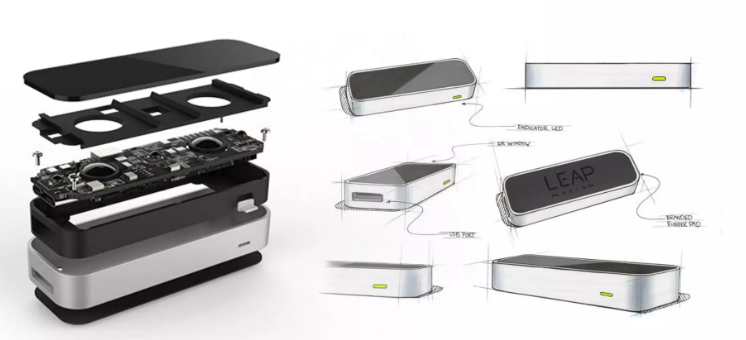 INDICATOR LED
IR WINDOW
LEAP
MOTION
USB PORT
BRANDED
RUBBER PAD